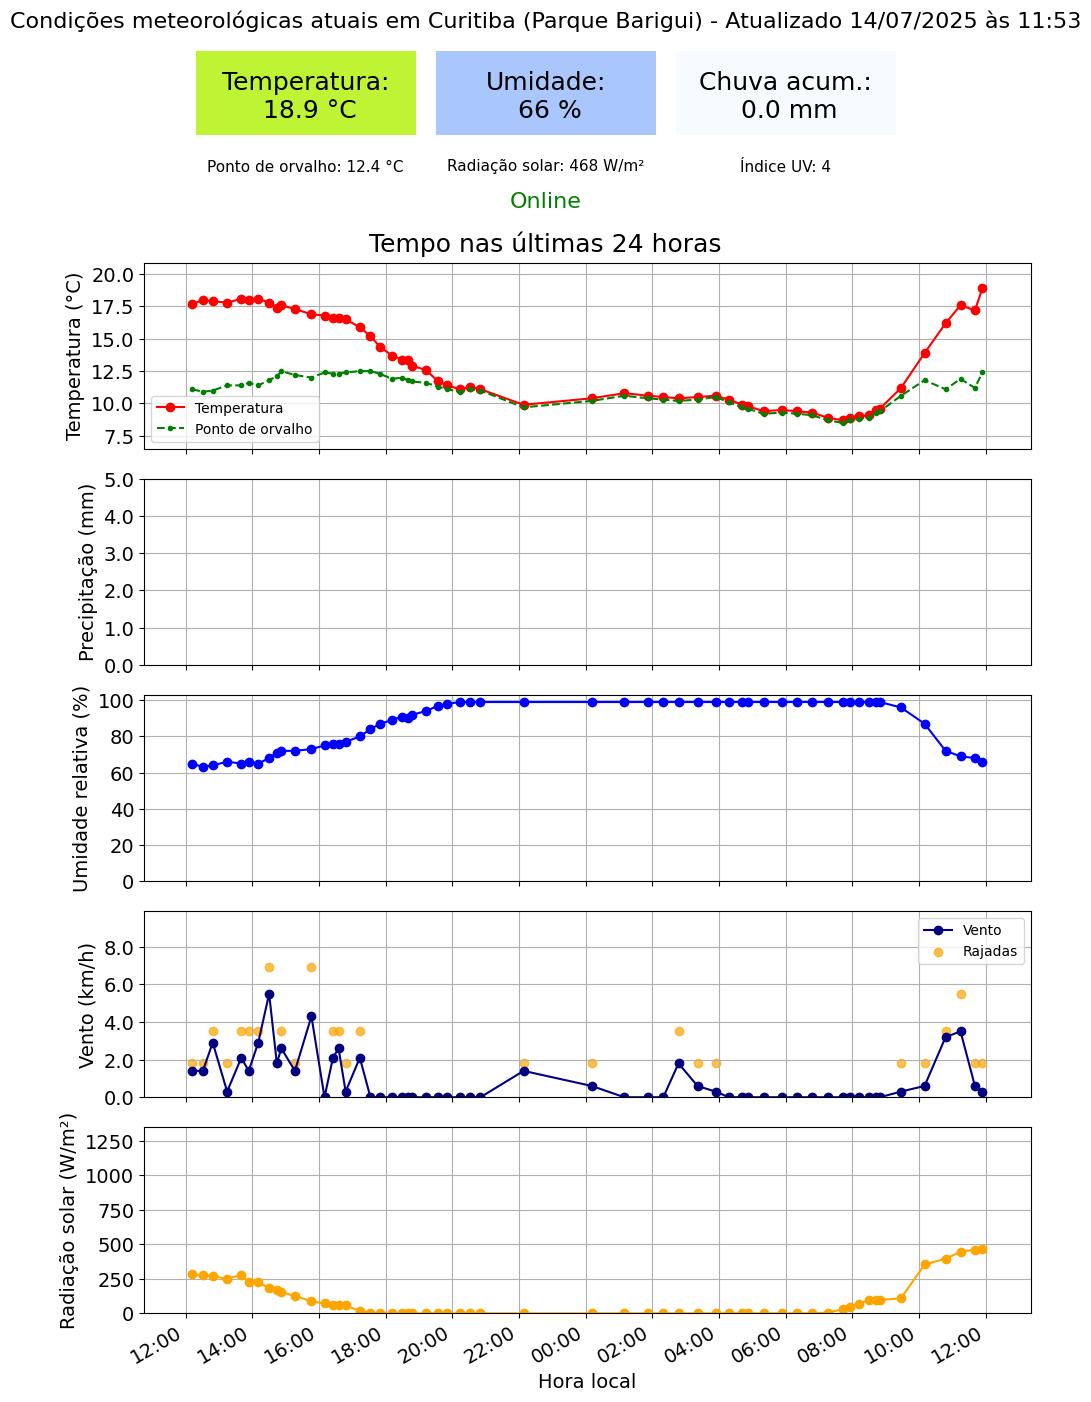 Condições meteorológicas atuais em Curitiba (Parque Barigui) - Atualizado 14/07/2025 às 11:53
Temperatura:
18.9 °C
Umidade:
66 %
Chuva acum.:
0.0 mm
Ponto de orvalho: 12.4 °C
Radiação solar: 468 W/m²
Índice UV: 4
Online
Tempo nas últimas 24 horas
Temperatura (°C)
20.0
17.5
15.0
12.5
10.0
7.5
Temperatura
Ponto de orvalho
Precipitação (mm)
5.0
4.0
3.0
2.0
1.0
0.0
Umidade relativa (%)
100
80
60
40
20
0
Vento (km/h)
8.0
6.0
4.0
2.0
0.0
Vento
Rajadas
Radiação solar (W/m²)
1250
1000
750
500
250
0
12:00
14:00
16:00
18:00
20:00
22:00
00:00
02:00
04:00
06:00
08:00
10:00
12:00
Hora local